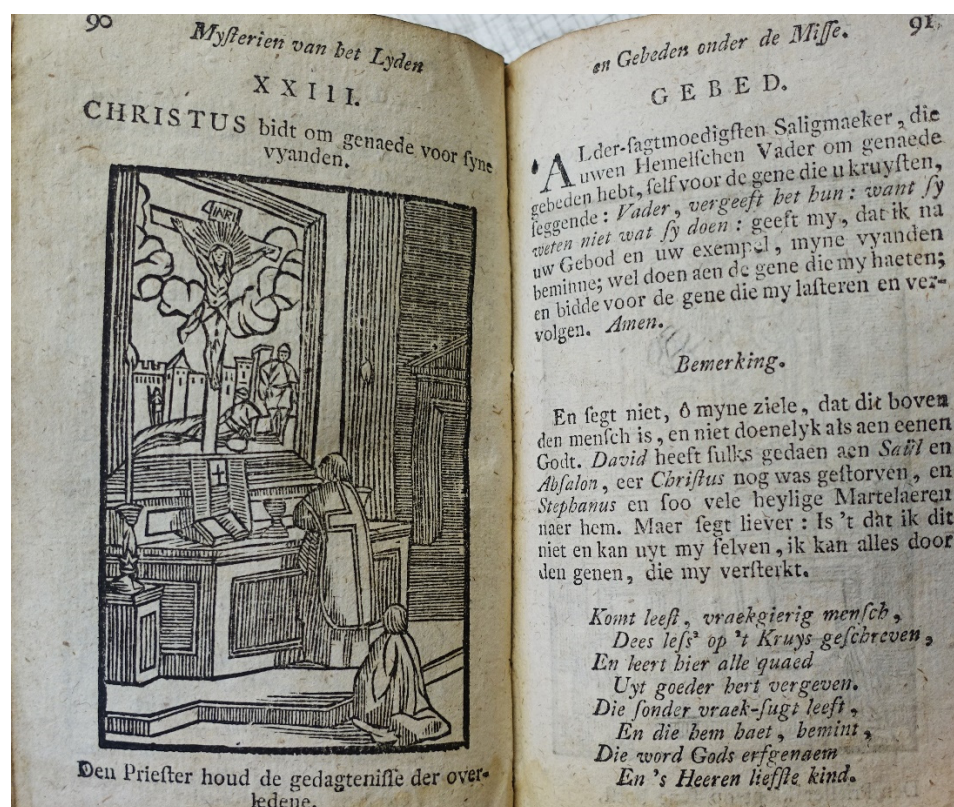 90
Myſterien van het Lyden
XXIII.
CHRISTUS bidt om genaede voor ſyne
vyanden.
INRI
Den Prieſter houd de gedagteniſſe der over-
ledene.
en Gebeden onder de Miſſe. 91
GEBED.
ALder-ſagtmoedigſten Saligmaeker, die
uwen Hemelſchen Vader om genaede
gebeden hebt, ſelf voor de gene die u kruyſten,
ſeggende: Vader, vergeeft het hun: want ſy
weten niet wat ſy doen: geeft my, dat ik na
uw Gebod en uw exempel, myne vyanden
beminne; wel doen aen de gene die my haeten;
en bidde voor de gene die my laſteren en ver-
volgen. Amen.
Bemerking.
En ſegt niet, ô myne ziele, dat dit boven
den menſch is, en niet doenelyk als aen eenen
Godt. David heeft ſulks gedaen aen Saül en
Abſalon, eer Chriſtus nog was geſtorven, en
Stephanus en ſoo vele heylige Martelaeren
naer hem. Maer ſegt liever: Is 't dat ik dit
niet en kan uyt my ſelven, ik kan alles door
den genen, die my verſterkt.
Komt leeſt, vraekgierig menſch,
Dees leſs' op 't Kruys geſchreven,
En leert hier alle quaed
Uyt goeder hert vergeven.
Die ſonder vraek-ſugt leeft,
En die hem haet, bemint,
Die word Gods erfgenaem
En 's Heeren liefſte kind.